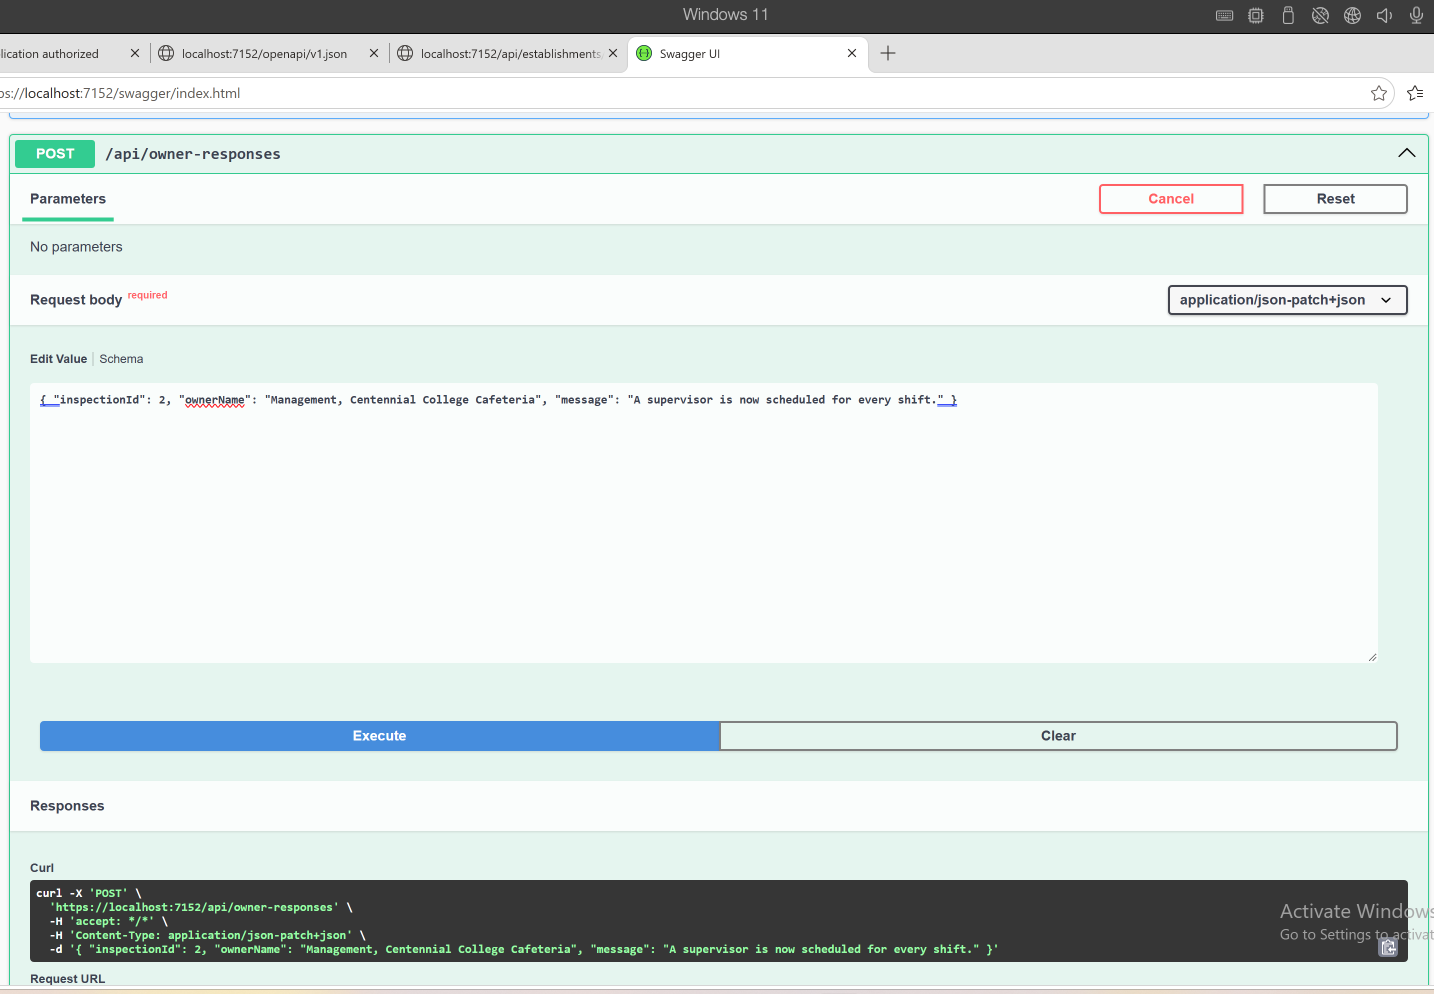 Windows 11
lication authorized
localhost:7152/openapi/v1.json
localhost:7152/api/establishments
Swagger UI
os://localhost:7152/swagger/index.html
POST /api/owner-responses
Parameters
Cancel
Reset
No parameters
Request body required
application/json-patch+json
Edit Value | Schema
{ "inspectionId": 2, "ownerName": "Management, Centennial College Cafeteria", "message": "A supervisor is now scheduled for every shift." }
Execute
Clear
Responses
Curl
curl -X 'POST' \
'https://localhost:7152/api/owner-responses' \
-H 'accept: */*' \
-H 'Content-Type: application/json-patch+json' \
-d '{ "inspectionId": 2, "ownerName": "Management, Centennial College Cafeteria", "message": "A supervisor is now scheduled for every shift." }'
Activate Windows
Go to Settings to activat
Request URL